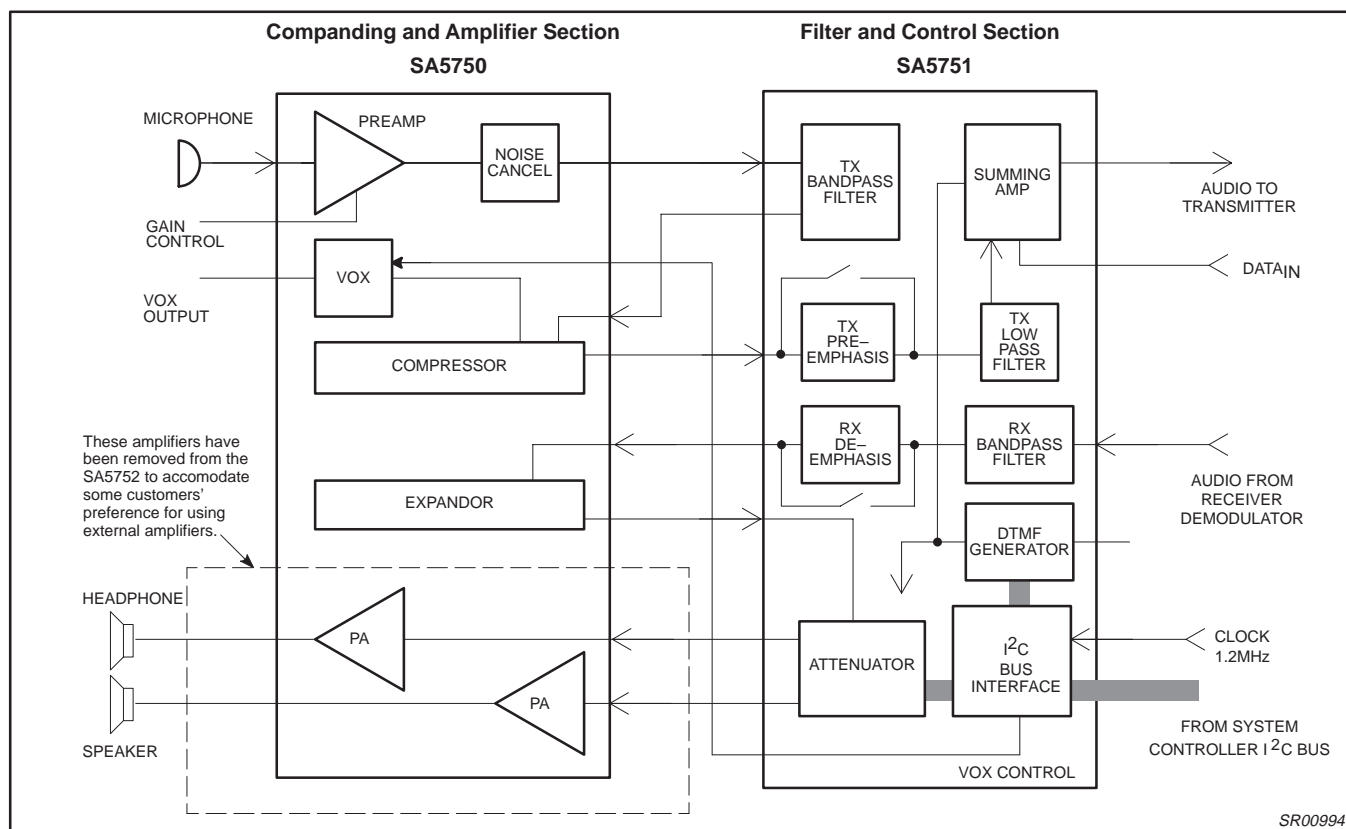 Companding and Amplifier Section
SA5750
Filter and Control Section
SA5751
MICROPHONE
PREAMP
NOISE
CANCEL
GAIN
CONTROL
VOX
VOX
OUTPUT
COMPRESSOR
EXPANDOR
These amplifiers have
been removed from the
SA5752 to accomodate
some customers’
preference for using
external amplifiers.
HEADPHONE
PA
PA
SPEAKER
TX
BANDPASS
FILTER
SUMMING
AMP
AUDIO TO
TRANSMITTER
DATAIN
TX
PRE–
EMPHASIS
TX
LOW
PASS
FILTER
RX
DE–
EMPHASIS
RX
BANDPASS
FILTER
AUDIO FROM
RECEIVER
DEMODULATOR
DTMF
GENERATOR
ATTENUATOR
I2C
BUS
INTERFACE
CLOCK
1.2MHz
FROM SYSTEM
CONTROLLER I 2C BUS
VOX CONTROL
SR00994